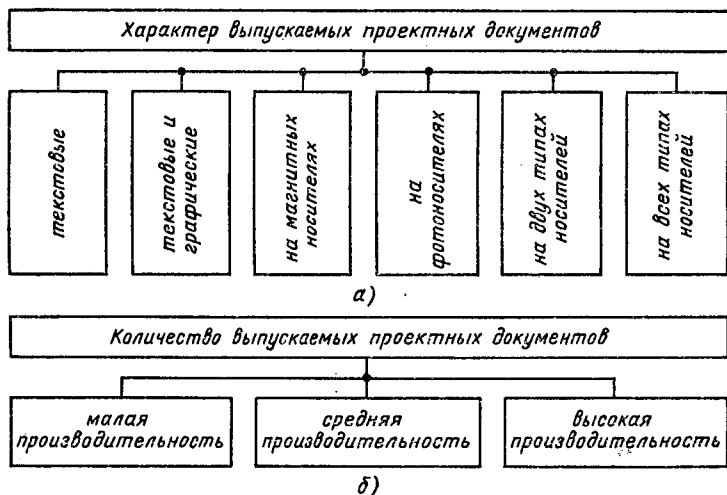 Характер выпускаемых проектных документов
текстовые
текстовые и
графические
на магнитных
носителях
на
фотоносителях
на двух типах
носителей
на всех типах
носителей
а)
Количество выпускаемых проектных документов
малая
производительность
средняя
производительность
высокая
производительность
б)